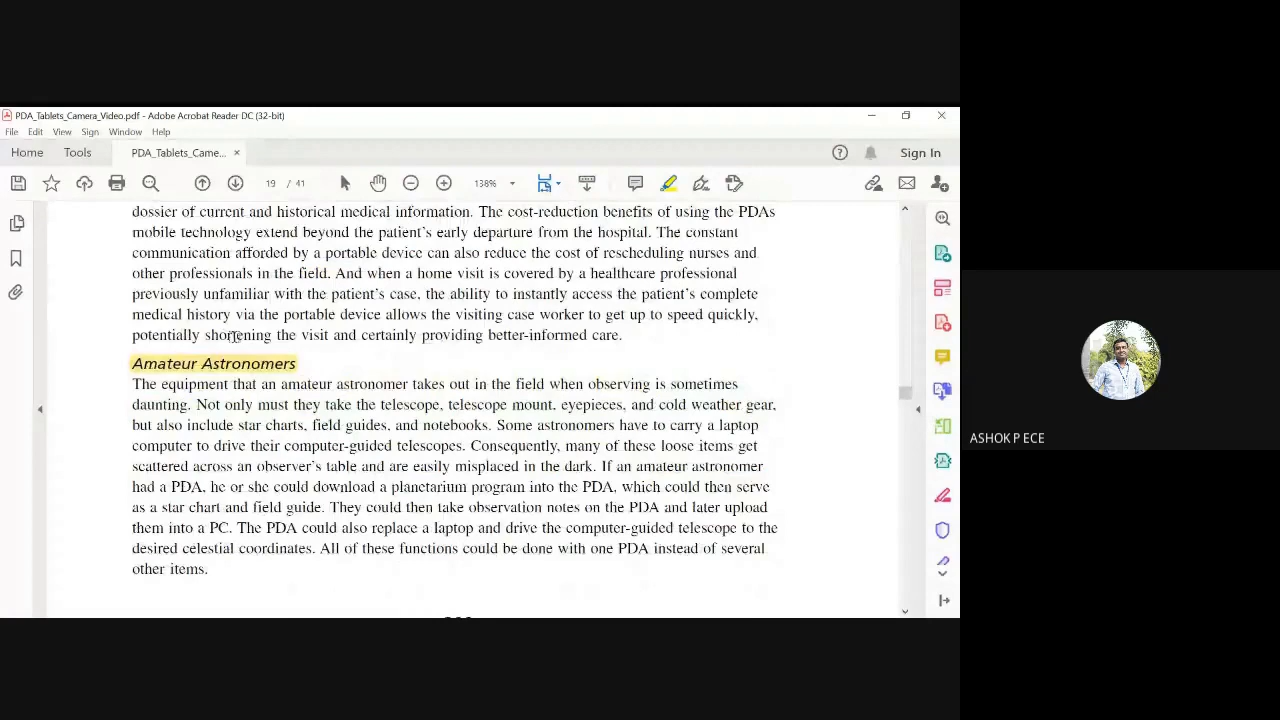 PDA_Tablets_Camera_Video.pdf - Adobe Acrobat Reader DC (32-bit)
File Edit View Sign Window Help
Home Tools PDA_Tablets_Came... × Sign In
19 / 41 138%
dossier of current and historical medical information. The cost-reduction benefits of using the PDAs
mobile technology extend beyond the patient's early departure from the hospital. The constant
communication afforded by a portable device can also reduce the cost of rescheduling nurses and
other professionals in the field. And when a home visit is covered by a healthcare professional
previously unfamiliar with the patient's case, the ability to instantly access the patient's complete
medical history via the portable device allows the visiting case worker to get up to speed quickly,
potentially shortening the visit and certainly providing better-informed care.
Amateur Astronomers
The equipment that an amateur astronomer takes out in the field when observing is sometimes
daunting. Not only must they take the telescope, telescope mount, eyepieces, and cold weather gear,
but also include star charts, field guides, and notebooks. Some astronomers have to carry a laptop
computer to drive their computer-guided telescopes. Consequently, many of these loose items get
scattered across an observer's table and are easily misplaced in the dark. If an amateur astronomer
had a PDA, he or she could download a planetarium program into the PDA, which could then serve
as a star chart and field guide. They could then take observation notes on the PDA and later upload
them into a PC. The PDA could also replace a laptop and drive the computer-guided telescope to the
desired celestial coordinates. All of these functions could be done with one PDA instead of several
other items.
ASHOK P ECE